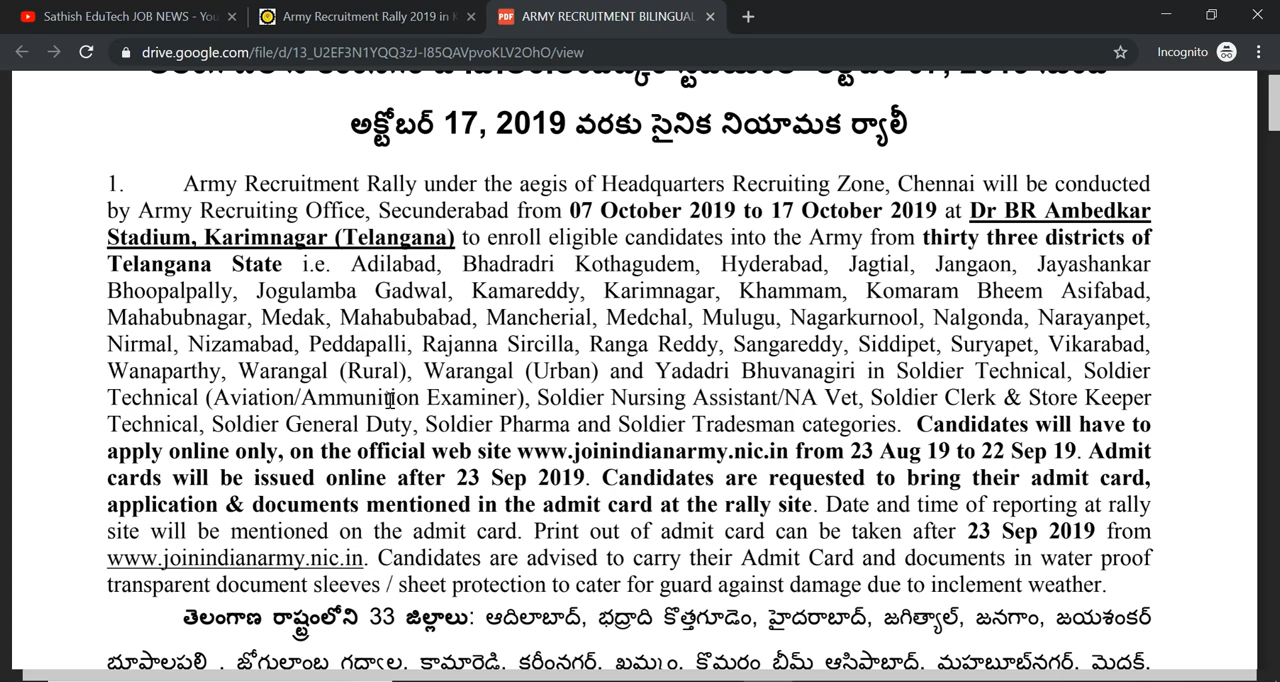 Sathish EduTech JOB NEWS - You
Army Recruitment Rally 2019 in K
PDF
ARMY RECRUITMENT BILINGUAL
drive.google.com/file/d/13_U2EF3N1YQQ3zJ-I85QAVpvoKLV2OhO/view
Incognito
అక్టోబర్ 17, 2019 వరకు సైనిక నియామక ర్యాలీ
1. Army Recruitment Rally under the aegis of Headquarters Recruiting Zone, Chennai will be conducted
by Army Recruiting Office, Secunderabad from 07 October 2019 to 17 October 2019 at Dr BR Ambedkar
Stadium, Karimnagar (Telangana) to enroll eligible candidates into the Army from thirty three districts of
Telangana State i.e. Adilabad, Bhadradri Kothagudem, Hyderabad, Jagtial, Jangaon, Jayashankar
Bhoopalpally, Jogulamba Gadwal, Kamareddy, Karimnagar, Khammam, Komaram Bheem Asifabad,
Mahabubnagar, Medak, Mahabubabad, Mancherial, Medchal, Mulugu, Nagarkurnool, Nalgonda, Narayanpet,
Nirmal, Nizamabad, Peddapalli, Rajanna Sircilla, Ranga Reddy, Sangareddy, Siddipet, Suryapet, Vikarabad,
Wanaparthy, Warangal (Rural), Warangal (Urban) and Yadadri Bhuvanagiri in Soldier Technical, Soldier
Technical (Aviation/Ammunition Examiner), Soldier Nursing Assistant/NA Vet, Soldier Clerk & Store Keeper
Technical, Soldier General Duty, Soldier Pharma and Soldier Tradesman categories. Candidates will have to
apply online only, on the official web site www.joinindianarmy.nic.in from 23 Aug 19 to 22 Sep 19. Admit
cards will be issued online after 23 Sep 2019. Candidates are requested to bring their admit card,
application & documents mentioned in the admit card at the rally site. Date and time of reporting at rally
site will be mentioned on the admit card. Print out of admit card can be taken after 23 Sep 2019 from
www.joinindianarmy.nic.in. Candidates are advised to carry their Admit Card and documents in water proof
transparent document sleeves / sheet protection to cater for guard against damage due to inclement weather.
తెలంగాణ రాష్ట్రంలోని 33 జిల్లాలు: ఆదిలాబాద్, భద్రాది కొత్తగూడెం, హైదరాబాద్, జగిత్యాల్, జనగాం, జయశంకర్
భూపాలపల్లి , జోగులాంబ గద్వాల, కామారెడ్డి, కరీంనగర్, ఖమ్మం, కొమరం బీమ్ ఆసిఫాబాద్, మహబూబ్‌నగర్, మెదక్,